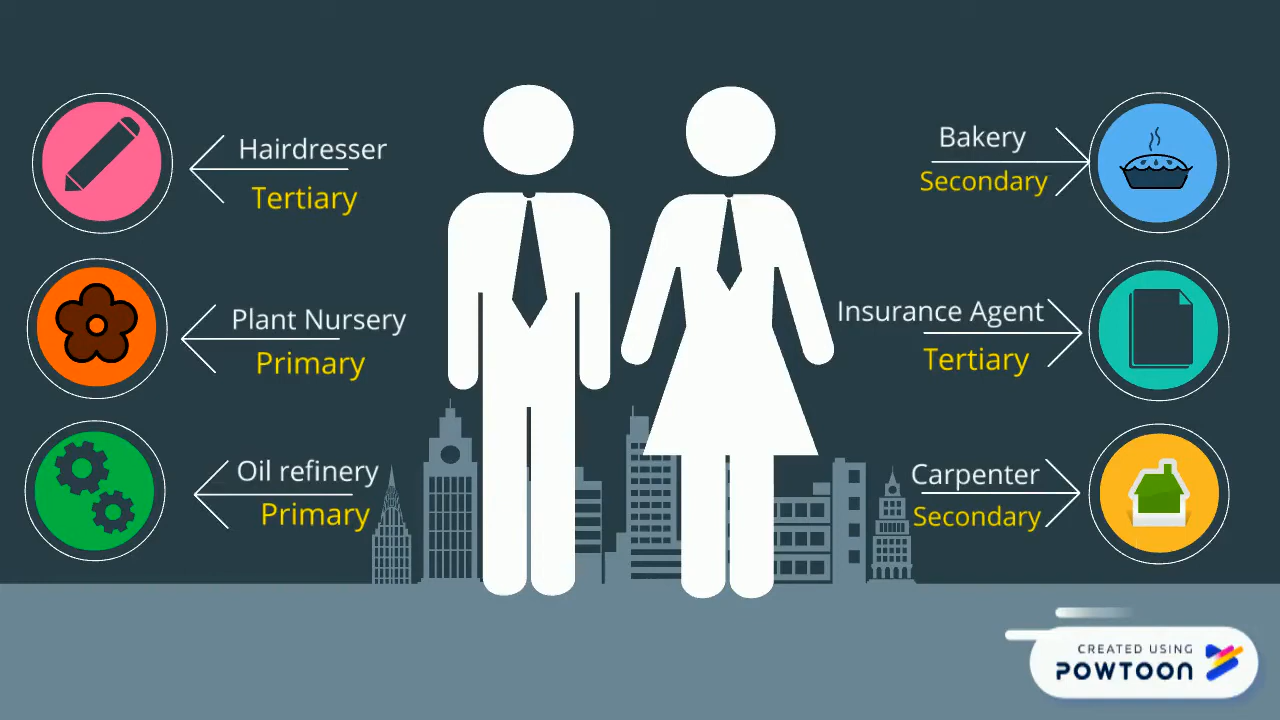 Hairdresser
Tertiary
Plant Nursery
Primary
Oil refinery
Primary
Bakery
Secondary
Insurance Agent
Tertiary
Carpenter
Secondary
CREATED USING
POWTOON